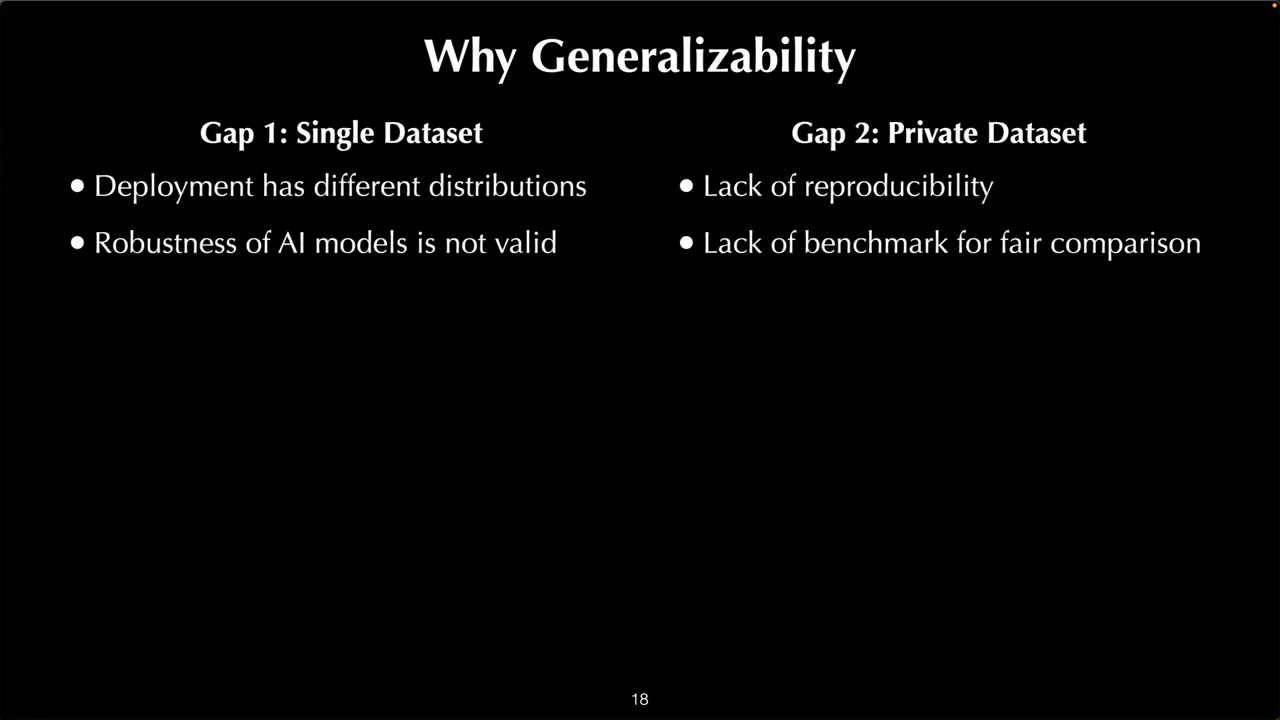 Why Generalizability
Gap 1: Single Dataset
● Deployment has different distributions
● Robustness of AI models is not valid
Gap 2: Private Dataset
● Lack of reproducibility
● Lack of benchmark for fair comparison
18